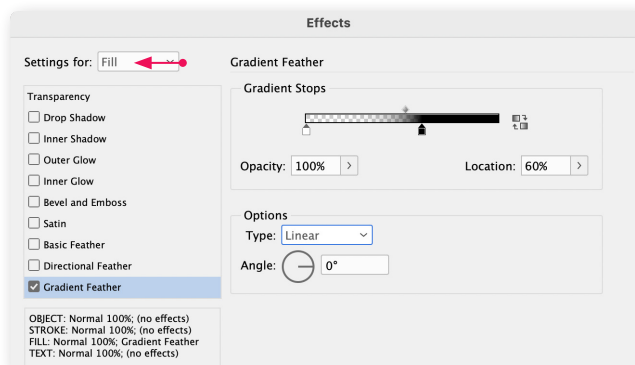 Effects
Settings for: Fill
Transparency
Drop Shadow
Inner Shadow
Outer Glow
Inner Glow
Bevel and Emboss
Satin
Basic Feather
Directional Feather
Gradient Feather
OBJECT: Normal 100%; (no effects)
STROKE: Normal 100%; (no effects)
FILL: Normal 100%; Gradient Feather
TEXT: Normal 100%; (no effects)
Gradient Feather
Gradient Stops
Opacity: 100% Location: 60%
Options
Type: Linear
Angle: 0°